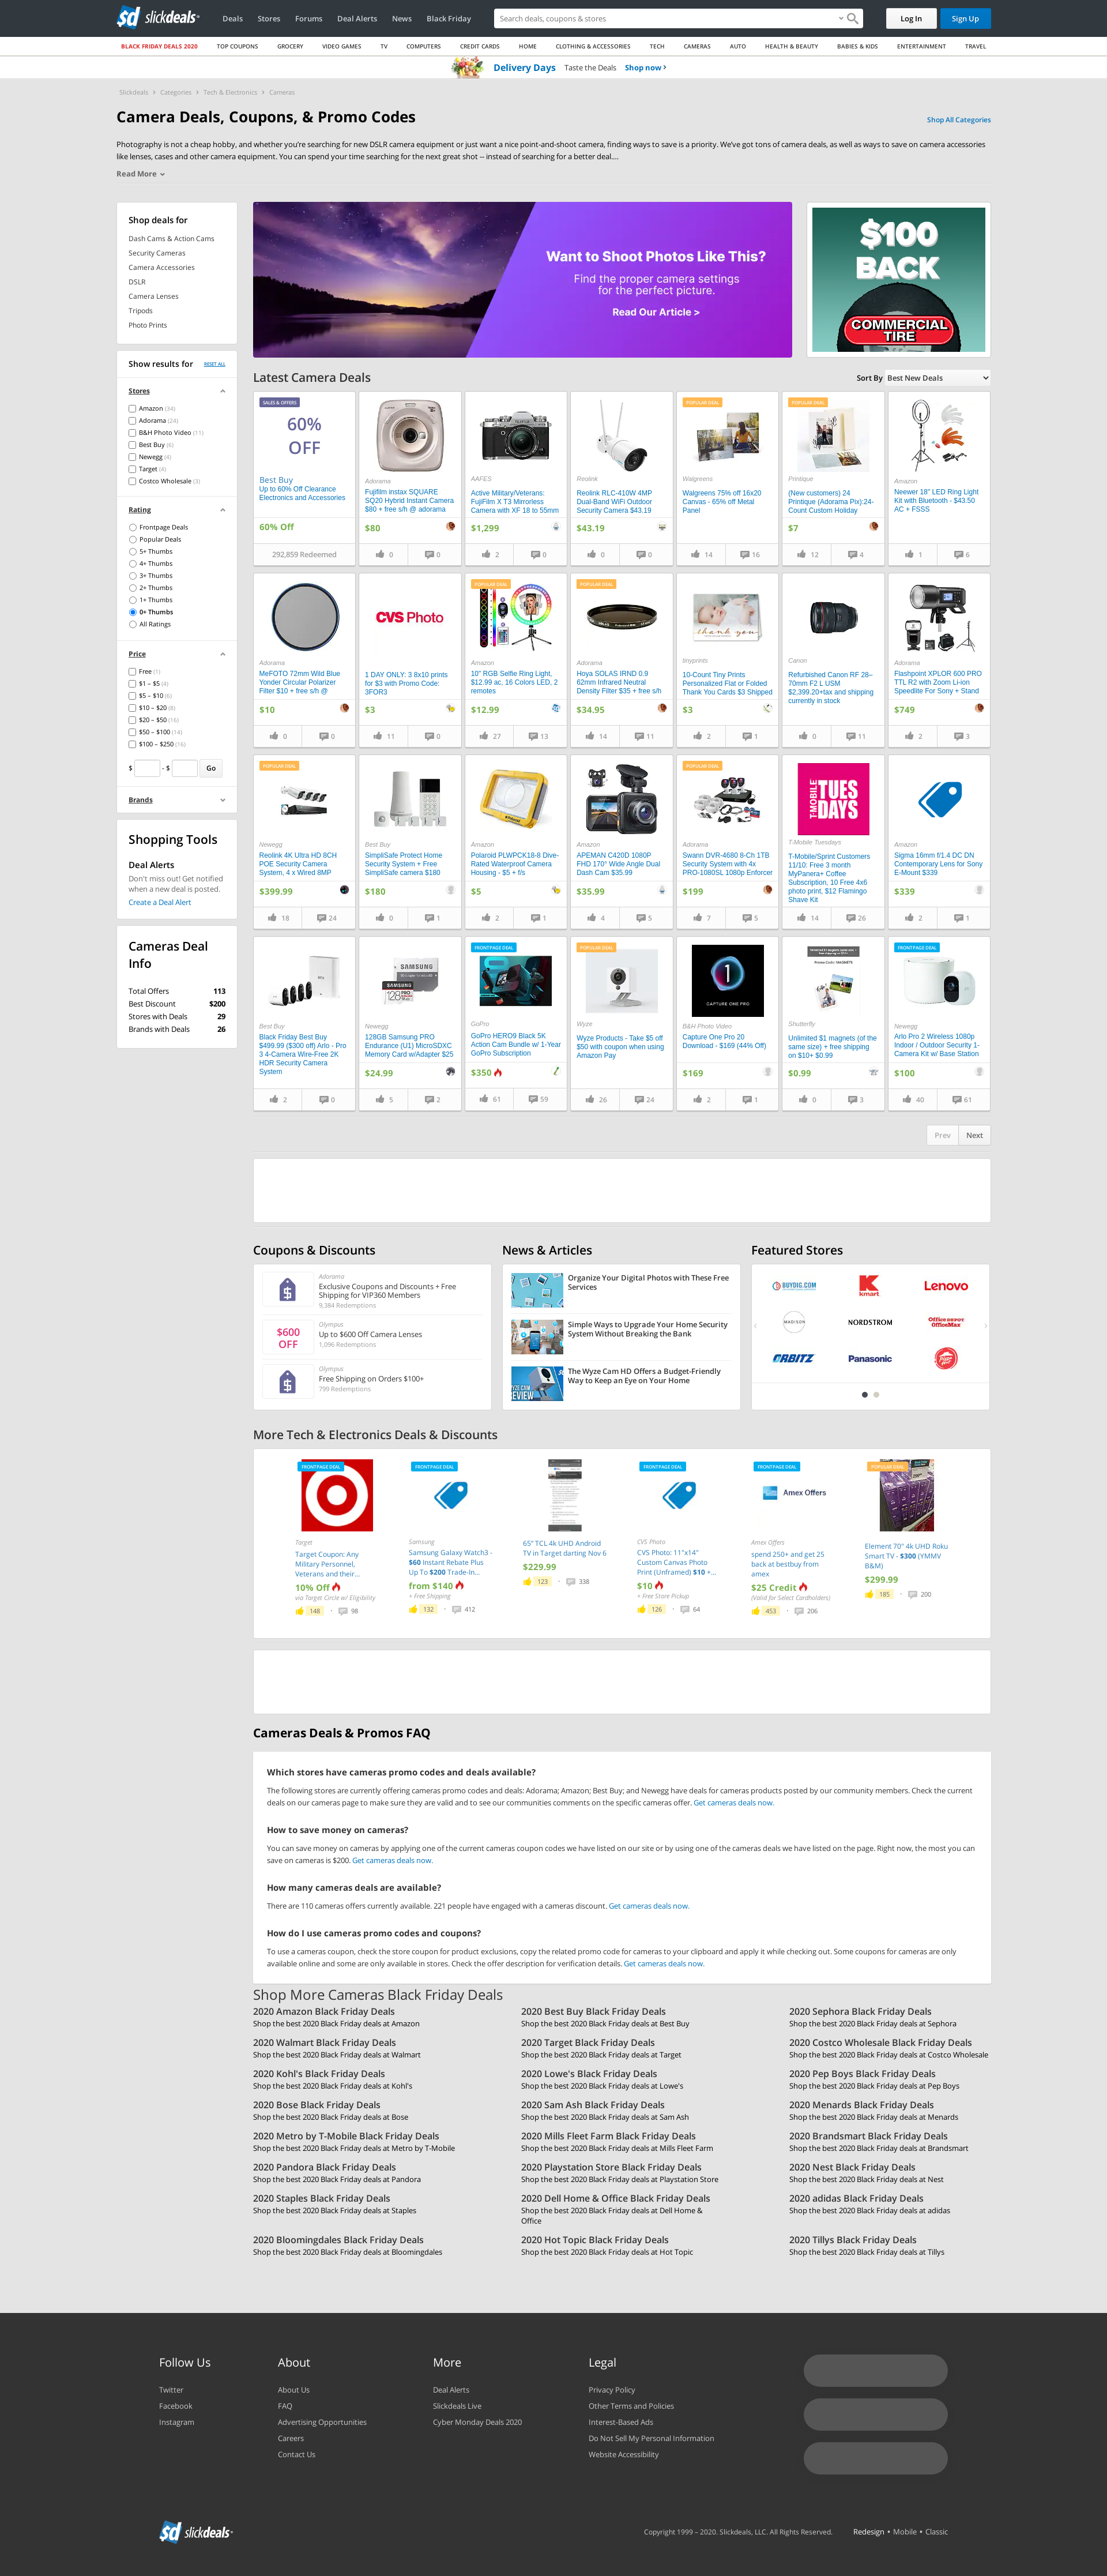 slickdeals
Deals
Stores
Forums
Deal Alerts
News
Black Friday
Search deals, coupons & stores
Log In
Sign Up
BLACK FRIDAY DEALS 2020
TOP COUPONS
GROCERY
VIDEO GAMES
TV
COMPUTERS
CREDIT CARDS
HOME
CLOTHING & ACCESSORIES
TECH
CAMERAS
AUTO
HEALTH & BEAUTY
BABIES & KIDS
ENTERTAINMENT
TRAVEL
Delivery Days Taste the Deals Shop now ›
Slickdeals > Categories > Tech & Electronics > Cameras
Camera Deals, Coupons, & Promo Codes
Shop All Categories
Photography is not a cheap hobby, and whether you're searching for new DSLR camera equipment or just want a nice point-and-shoot camera, finding ways to save is a priority. We've got tons of camera deals, as well as ways to save on camera accessories
like lenses, cases and other camera equipment. You can spend your time searching for the next great shot -- instead of searching for a better deal....
Read More
Shop deals for
Dash Cams & Action Cams
Security Cameras
Camera Accessories
DSLR
Camera Lenses
Tripods
Photo Prints
Show results for RESET ALL
Stores
Amazon (34)
Adorama (24)
B&H Photo Video (11)
Best Buy (6)
Newegg (4)
Target (4)
Costco Wholesale (3)
Rating
Frontpage Deals
Popular Deals
5+ Thumbs
4+ Thumbs
3+ Thumbs
2+ Thumbs
1+ Thumbs
0+ Thumbs
All Ratings
Price
Free (1)
$1 – $5 (4)
$5 – $10 (6)
$10 – $20 (8)
$20 – $50 (16)
$50 – $100 (14)
$100 – $250 (16)
$ - $ Go
Brands
Shopping Tools
Deal Alerts
Don't miss out! Get notified
when a new deal is posted.
Create a Deal Alert
Cameras Deal
Info
Total Offers 113
Best Discount $200
Stores with Deals 29
Brands with Deals 26
Want to Shoot Photos Like This?
Find the proper camera settings
for the perfect picture.
Read Our Article >
$100
BACK
COMMERCIAL
TIRE
Latest Camera Deals
Sort By Best New Deals
SALES & OFFERS
60%
OFF
Best Buy
Up to 60% Off Clearance
Electronics and Accessories
60% Off
292,859 Redeemed
Adorama
Fujifilm instax SQUARE
SQ20 Hybrid Instant Camera
$80 + free s/h @ adorama
$80
0 0
AAFES
Active Military/Veterans:
FujiFilm X T3 Mirrorless
Camera with XF 18 to 55mm
$1,299
2 0
Reolink
Reolink RLC-410W 4MP
Dual-Band WiFi Outdoor
Security Camera $43.19
$43.19
0 0
POPULAR DEAL
Walgreens
Walgreens 75% off 16x20
Canvas - 65% off Metal
Panel
14 16
POPULAR DEAL
Printique
(New customers) 24
Printique (Adorama Pix):24-
Count Custom Holiday
$7
12 4
Amazon
Neewer 18" LED Ring Light
Kit with Bluetooth - $43.50
AC + FSSS
1 6
Adorama
MeFOTO 72mm Wild Blue
Yonder Circular Polarizer
Filter $10 + free s/h @
$10
0 0
CVS Photo
1 DAY ONLY: 3 8x10 prints
for $3 with Promo Code:
3FOR3
$3
11 0
POPULAR DEAL
Amazon
10" RGB Selfie Ring Light,
$12.99 ac, 16 Colors LED, 2
remotes
$12.99
27 13
POPULAR DEAL
Adorama
Hoya SOLAS IRND 0.9
62mm Infrared Neutral
Density Filter $35 + free s/h
$34.95
14 11
thank you
tinyprints
10-Count Tiny Prints
Personalized Flat or Folded
Thank You Cards $3 Shipped
$3
2 1
Canon
Refurbished Canon RF 28–
70mm F2 L USM
$2,399.20+tax and shipping
currently in stock
0 11
Adorama
Flashpoint XPLOR 600 PRO
TTL R2 with Zoom Li-ion
Speedlite For Sony + Stand
$749
2 3
POPULAR DEAL
Newegg
Reolink 4K Ultra HD 8CH
POE Security Camera
System, 4 x Wired 8MP
$399.99
18 24
Best Buy
SimpliSafe Protect Home
Security System + Free
SimpliSafe camera $180
$180
0 1
Amazon
Polaroid PLWPCK18-8 Dive-
Rated Waterproof Camera
Housing - $5 + f/s
$5
2 1
Amazon
APEMAN C420D 1080P
FHD 170° Wide Angle Dual
Dash Cam $35.99
$35.99
4 5
POPULAR DEAL
Adorama
Swann DVR-4680 8-Ch 1TB
Security System with 4x
PRO-1080SL 1080p Enforcer
$199
7 5
T-MOBILE
TUES
DAYS
T-Mobile Tuesdays
T-Mobile/Sprint Customers
11/10: Free 3 month
MyPanera+ Coffee
Subscription, 10 Free 4x6
photo print, $12 Flamingo
Shave Kit
14 26
Amazon
Sigma 16mm f/1.4 DC DN
Contemporary Lens for Sony
E-Mount $339
$339
2 1
Best Buy
Black Friday Best Buy
$499.99 ($300 off) Arlo - Pro
3 4-Camera Wire-Free 2K
HDR Security Camera
System
2 0
SAMSUNG
SAMSUNG
128GB
Newegg
128GB Samsung PRO
Endurance (U1) MicroSDXC
Memory Card w/Adapter $25
$24.99
5 2
FRONTPAGE DEAL
GoPro
GoPro HERO9 Black 5K
Action Cam Bundle w/ 1-Year
GoPro Subscription
$350
61 59
POPULAR DEAL
Wyze
Wyze Products - Take $5 off
$50 with coupon when using
Amazon Pay
26 24
1
CAPTURE ONE PRO
B&H Photo Video
Capture One Pro 20
Download - $169 (44% Off)
$169
2 1
Shutterfly
Unlimited $1 magnets (of the
same size) + free shipping
on $10+ $0.99
$0.99
0 3
FRONTPAGE DEAL
Newegg
Arlo Pro 2 Wireless 1080p
Indoor / Outdoor Security 1-
Camera Kit w/ Base Station
$100
40 61
Prev Next
Coupons & Discounts
Adorama
Exclusive Coupons and Discounts + Free
Shipping for VIP360 Members
9,384 Redemptions
$600
OFF
Olympus
Up to $600 Off Camera Lenses
1,096 Redemptions
Olympus
Free Shipping on Orders $100+
799 Redemptions
News & Articles
Organize Your Digital Photos with These Free
Services
Simple Ways to Upgrade Your Home Security
System Without Breaking the Bank
The Wyze Cam HD Offers a Budget-Friendly
Way to Keep an Eye on Your Home
Featured Stores
BUYDIG.COM
Kmart
Lenovo
MADISON
NORDSTROM
Office DEPOT
OfficeMax
ORBITZ
Panasonic
More Tech & Electronics Deals & Discounts
FRONTPAGE DEAL
Target
Target Coupon: Any
Military Personnel,
Veterans and their...
10% Off
via Target Circle w/ Eligibility
148 98
FRONTPAGE DEAL
Samsung
Samsung Galaxy Watch3 -
$60 Instant Rebate Plus
Up To $200 Trade-In...
from $140
+ Free Shipping
132 412
65" TCL 4k UHD Android
TV in Target darting Nov 6
$229.99
123 338
FRONTPAGE DEAL
CVS Photo
CVS Photo: 11"x14"
Custom Canvas Photo
Print (Unframed) $10 +...
$10
+ Free Store Pickup
126 64
FRONTPAGE DEAL
Amex Offers
Amex Offers
spend 250+ and get 25
back at bestbuy from
amex
$25 Credit
(Valid for Select Cardholders)
453 206
POPULAR DEAL
Element 70" 4k UHD Roku
Smart TV - $300 (YMMV
B&M)
$299.99
185 200
Cameras Deals & Promos FAQ
Which stores have cameras promo codes and deals available?
The following stores are currently offering cameras promo codes and deals: Adorama; Amazon; Best Buy; and Newegg have deals for cameras products posted by our community members. Check the current
deals on our cameras page to make sure they are valid and to see our communities comments on the specific cameras offer. Get cameras deals now.
How to save money on cameras?
You can save money on cameras by applying one of the current cameras coupon codes we have listed on our site or by using one of the cameras deals we have listed on the page. Right now, the most you can
save on cameras is $200. Get cameras deals now.
How many cameras deals are available?
There are 110 cameras offers currently available. 221 people have engaged with a cameras discount. Get cameras deals now.
How do I use cameras promo codes and coupons?
To use a cameras coupon, check the store coupon for product exclusions, copy the related promo code for cameras to your clipboard and apply it while checking out. Some coupons for cameras are only
available online and some are only available in stores. Check the offer description for verification details. Get cameras deals now.
Shop More Cameras Black Friday Deals
2020 Amazon Black Friday Deals
Shop the best 2020 Black Friday deals at Amazon
2020 Best Buy Black Friday Deals
Shop the best 2020 Black Friday deals at Best Buy
2020 Sephora Black Friday Deals
Shop the best 2020 Black Friday deals at Sephora
2020 Walmart Black Friday Deals
Shop the best 2020 Black Friday deals at Walmart
2020 Target Black Friday Deals
Shop the best 2020 Black Friday deals at Target
2020 Costco Wholesale Black Friday Deals
Shop the best 2020 Black Friday deals at Costco Wholesale
2020 Kohl's Black Friday Deals
Shop the best 2020 Black Friday deals at Kohl's
2020 Lowe's Black Friday Deals
Shop the best 2020 Black Friday deals at Lowe's
2020 Pep Boys Black Friday Deals
Shop the best 2020 Black Friday deals at Pep Boys
2020 Bose Black Friday Deals
Shop the best 2020 Black Friday deals at Bose
2020 Sam Ash Black Friday Deals
Shop the best 2020 Black Friday deals at Sam Ash
2020 Menards Black Friday Deals
Shop the best 2020 Black Friday deals at Menards
2020 Metro by T-Mobile Black Friday Deals
Shop the best 2020 Black Friday deals at Metro by T-Mobile
2020 Mills Fleet Farm Black Friday Deals
Shop the best 2020 Black Friday deals at Mills Fleet Farm
2020 Brandsmart Black Friday Deals
Shop the best 2020 Black Friday deals at Brandsmart
2020 Pandora Black Friday Deals
Shop the best 2020 Black Friday deals at Pandora
2020 Playstation Store Black Friday Deals
Shop the best 2020 Black Friday deals at Playstation Store
2020 Nest Black Friday Deals
Shop the best 2020 Black Friday deals at Nest
2020 Staples Black Friday Deals
Shop the best 2020 Black Friday deals at Staples
2020 Dell Home & Office Black Friday Deals
Shop the best 2020 Black Friday deals at Dell Home &
Office
2020 adidas Black Friday Deals
Shop the best 2020 Black Friday deals at adidas
2020 Bloomingdales Black Friday Deals
Shop the best 2020 Black Friday deals at Bloomingdales
2020 Hot Topic Black Friday Deals
Shop the best 2020 Black Friday deals at Hot Topic
2020 Tillys Black Friday Deals
Shop the best 2020 Black Friday deals at Tillys
Follow Us
Twitter
Facebook
Instagram
About
About Us
FAQ
Advertising Opportunities
Careers
Contact Us
More
Deal Alerts
Slickdeals Live
Cyber Monday Deals 2020
Legal
Privacy Policy
Other Terms and Policies
Interest-Based Ads
Do Not Sell My Personal Information
Website Accessibility
slickdeals
Copyright 1999 – 2020. Slickdeals, LLC. All Rights Reserved.
Redesign • Mobile • Classic